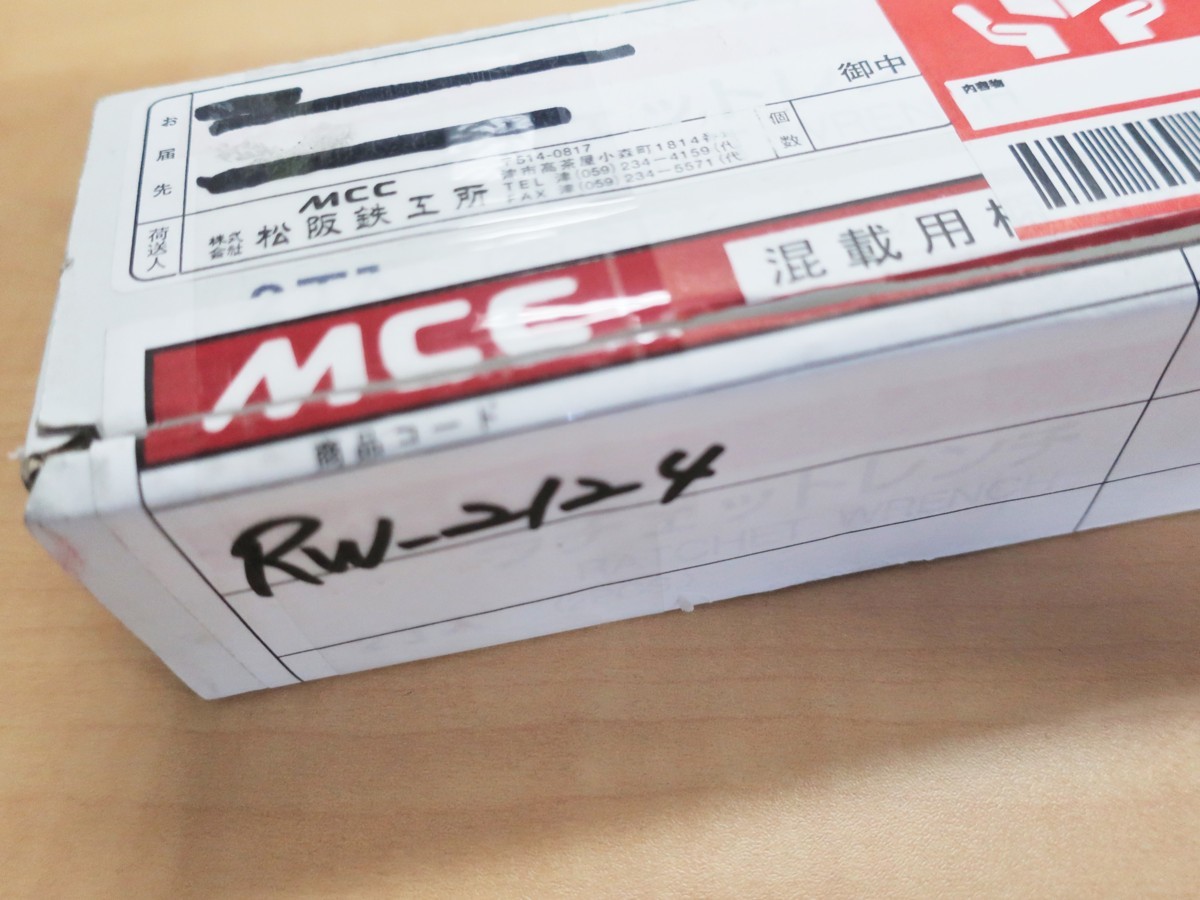 お届先
御中
内容物
個数
荷送人
MCC
株式会社 松阪鉄工所
〒514-0817
津市高茶屋小森町1814
TEL 津(059)234-4159(代
FAX 津(059)234-5571(代
MCC 混載用
商品コード
RW-2124
ラチェットレンチ
RATCHET WRENCH